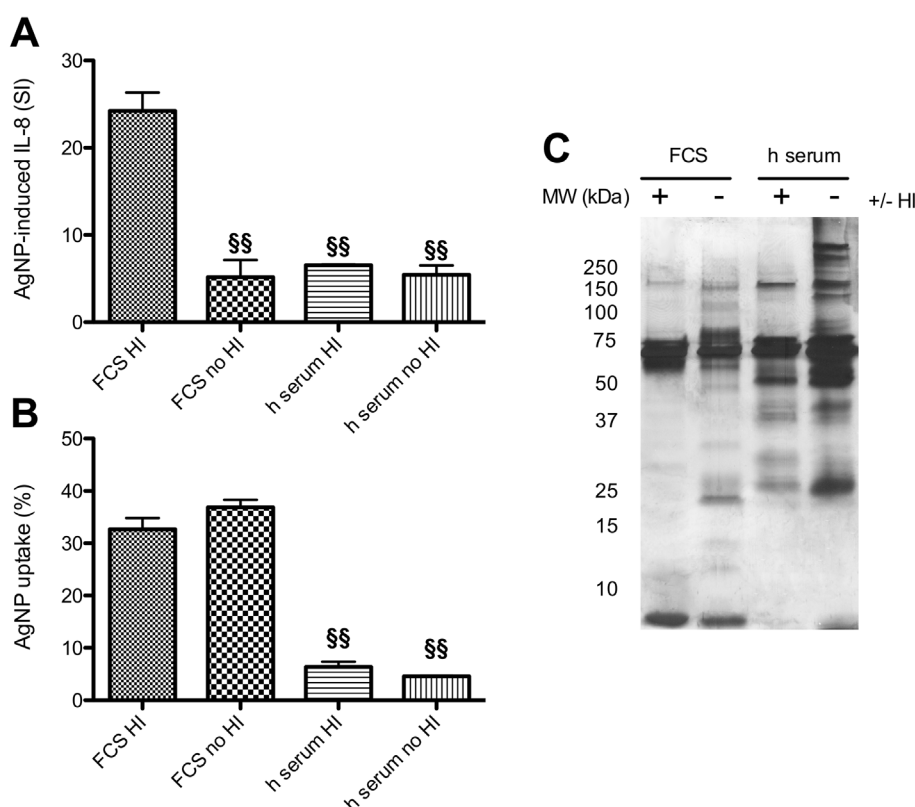 A
AgNP-induced IL-8 (SI)
30
20
10
0
§§
§§
§§
FCS HI
FCS no HI
h serum HI
h serum no HI
B
AgNP uptake (%)
50
40
30
20
10
0
§§
§§
FCS HI
FCS no HI
h serum HI
h serum no HI
C
FCS h serum
MW (kDa) + - + - +/- HI
250
150
100
75
50
37
25
15
10